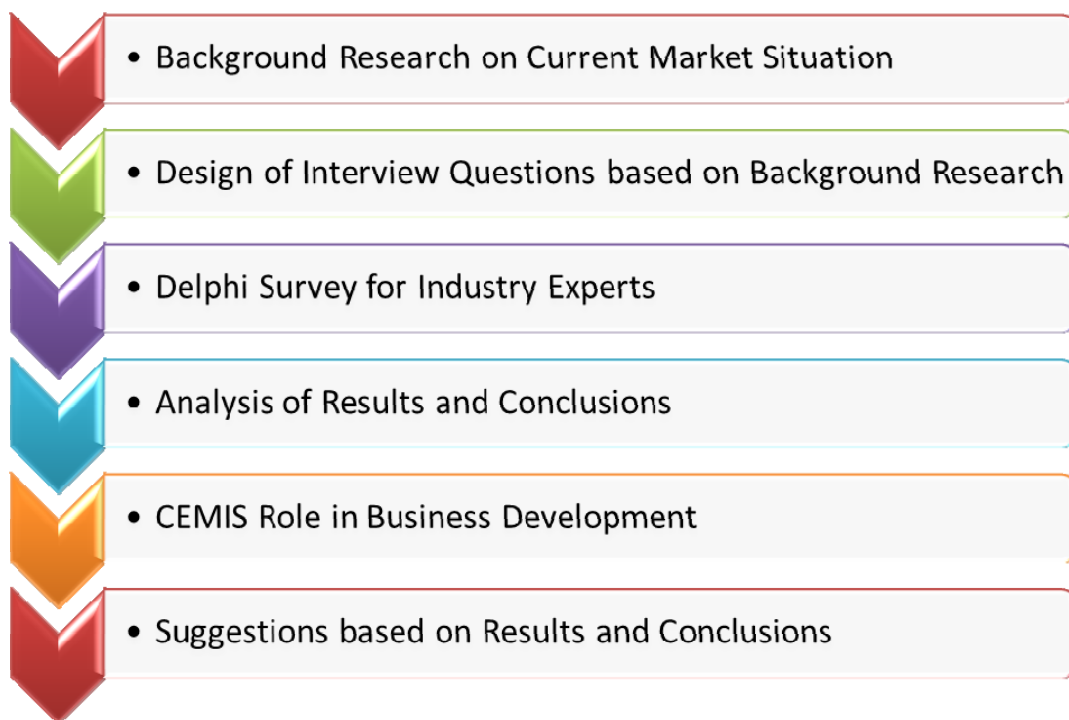 • Background Research on Current Market Situation
• Design of Interview Questions based on Background Research
• Delphi Survey for Industry Experts
• Analysis of Results and Conclusions
• CEMIS Role in Business Development
• Suggestions based on Results and Conclusions